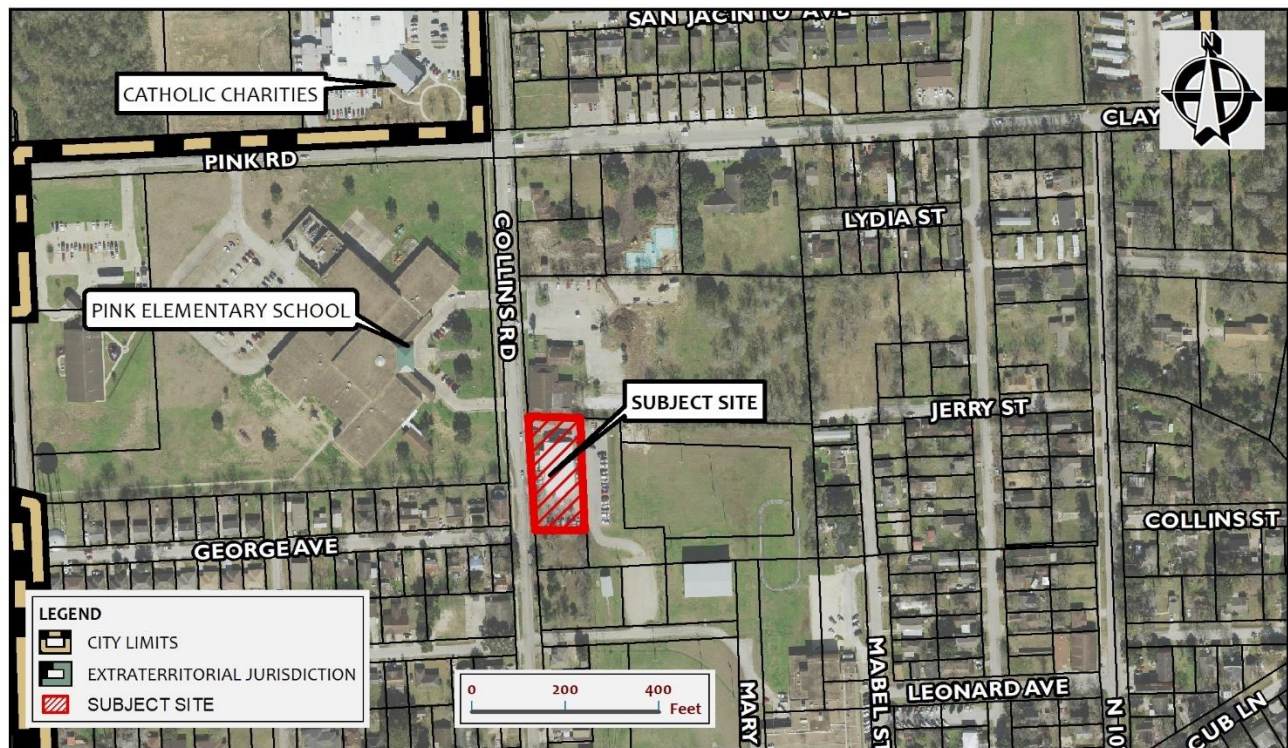 SAN JACINTO AVE
N
CATHOLIC CHARITIES
CLAY
PINK RD
LYDIA ST
COLLINS RD
PINK ELEMENTARY SCHOOL
SUBJECT SITE
JERRY ST
COLLINS ST
GEORGE AVE
LEGEND
CITY LIMITS
EXTRATERRITORIAL JURISDICTION
SUBJECT SITE
0 200 400
Feet
MARY
MABEL ST
LEONARD AVE
N 10
CUB LN